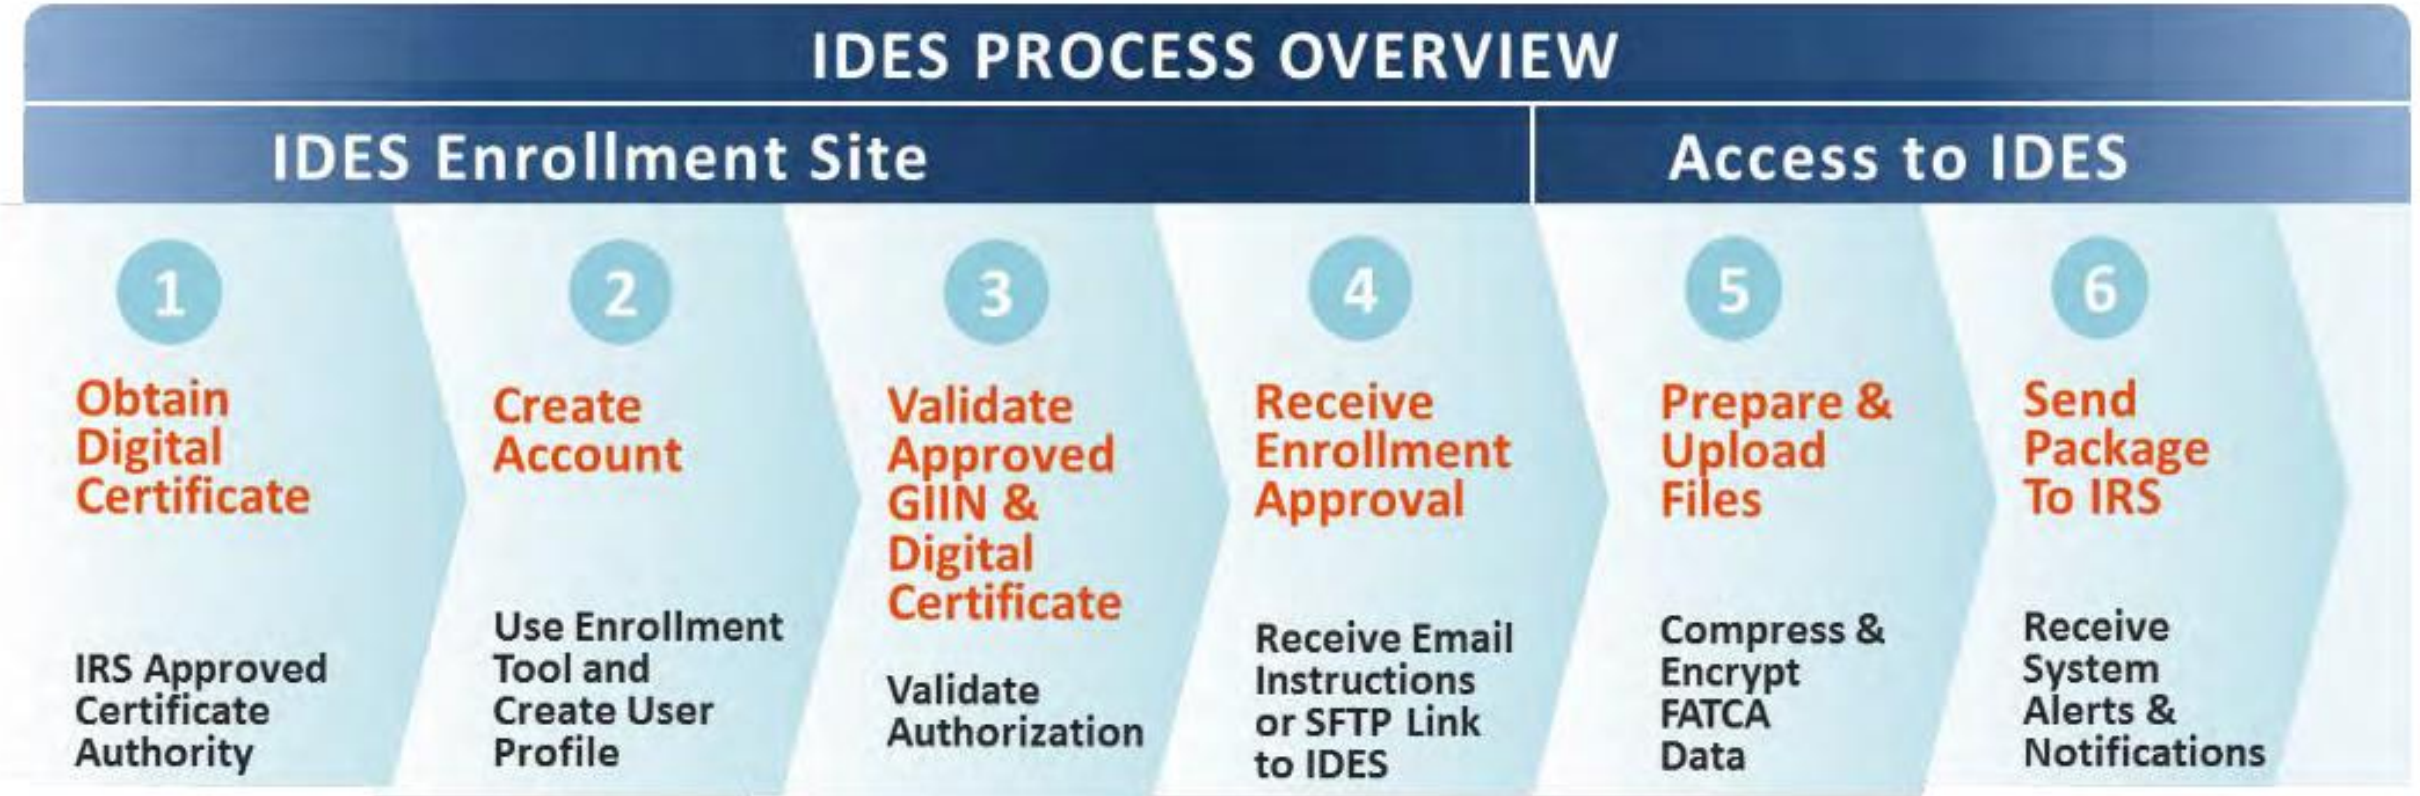 IDES PROCESS OVERVIEW
IDES Enrollment Site
Access to IDES
1
Obtain
Digital
Certificate
IRS Approved
Certificate
Authority
2
Create
Account
Use Enrollment
Tool and
Create User
Profile
3
Validate
Approved
GIIN &
Digital
Certificate
Validate
Authorization
4
Receive
Enrollment
Approval
Receive Email
Instructions
or SFTP Link
to IDES
5
Prepare &
Upload
Files
Compress &
Encrypt
FATCA
Data
6
Send
Package
To IRS
Receive
System
Alerts &
Notifications